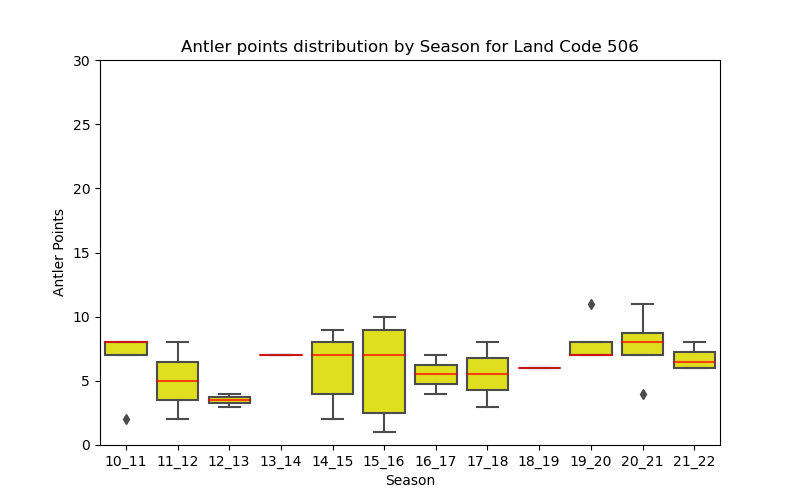 Antler points distribution by Season for Land Code 506
30
25
20
15
10
5
0
Antler Points
10_11 11_12 12_13 13_14 14_15 15_16 16_17 17_18 18_19 19_20 20_21 21_22
Season